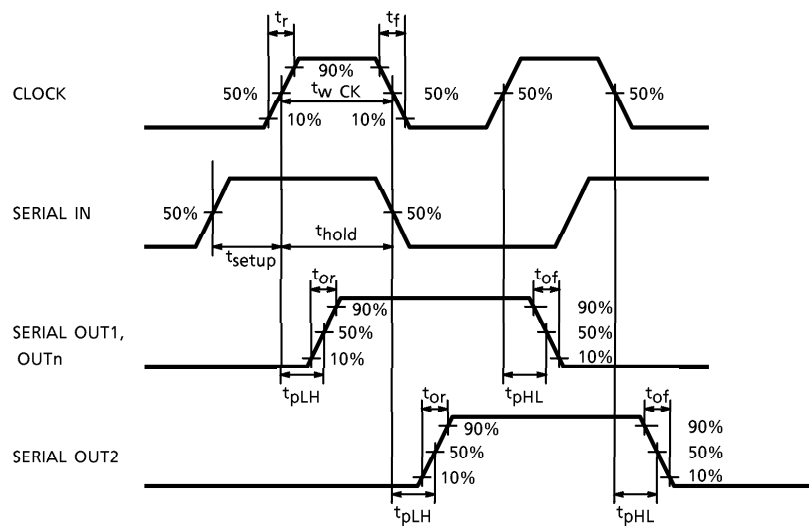 tr tf
90%
CLOCK 50% tw CK 50% 50% 50%
10% 10%
SERIAL IN 50% 50%
tsetup thold
tor tof
90% 90%
SERIAL OUT1, 50% 50%
OUTn 10% 10%
tpLH tpHL
tor tof
90% 90%
SERIAL OUT2 50% 50%
10% 10%
tpLH tpHL